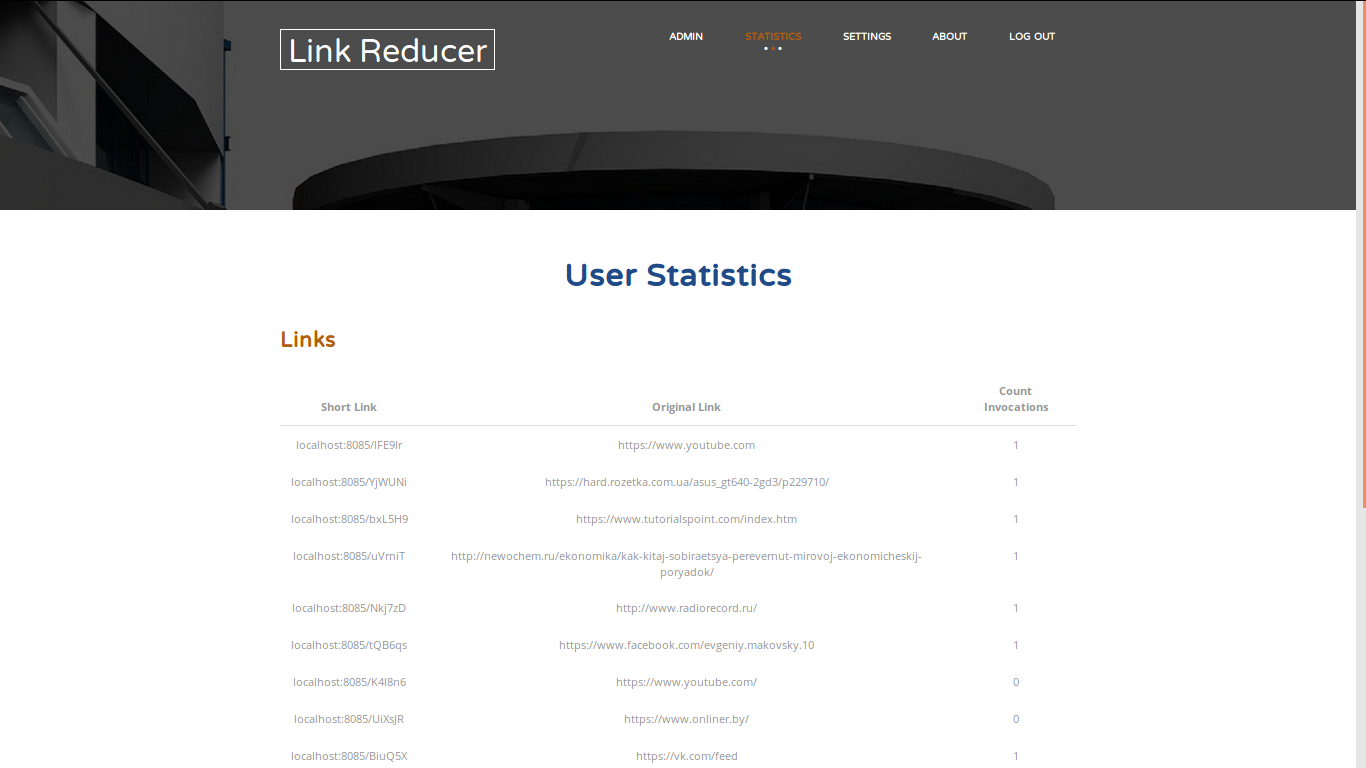 Link Reducer
ADMIN STATISTICS SETTINGS ABOUT LOG OUT
User Statistics
Links
Short Link Original Link Count Invocations
localhost:8085/lFE9Ir https://www.youtube.com 1
localhost:8085/YjWUNi https://hard.rozetka.com.ua/asus_gt640-2gd3/p229710/ 1
localhost:8085/bxL5H9 https://www.tutorialspoint.com/index.htm 1
localhost:8085/uVrniT http://newochem.ru/ekonomika/kak-kitaj-sobiraetsya-perevernut-mirovoj-ekonomicheskij- 1
poryadok/
localhost:8085/Nkj7zD http://www.radiorecord.ru/ 1
localhost:8085/tQB6qs https://www.facebook.com/evgeniy.makovsky.10 1
localhost:8085/K4l8n6 https://www.youtube.com/ 0
localhost:8085/UiXsJR https://www.onliner.by/ 0
localhost:8085/BiuQ5X https://vk.com/feed 1